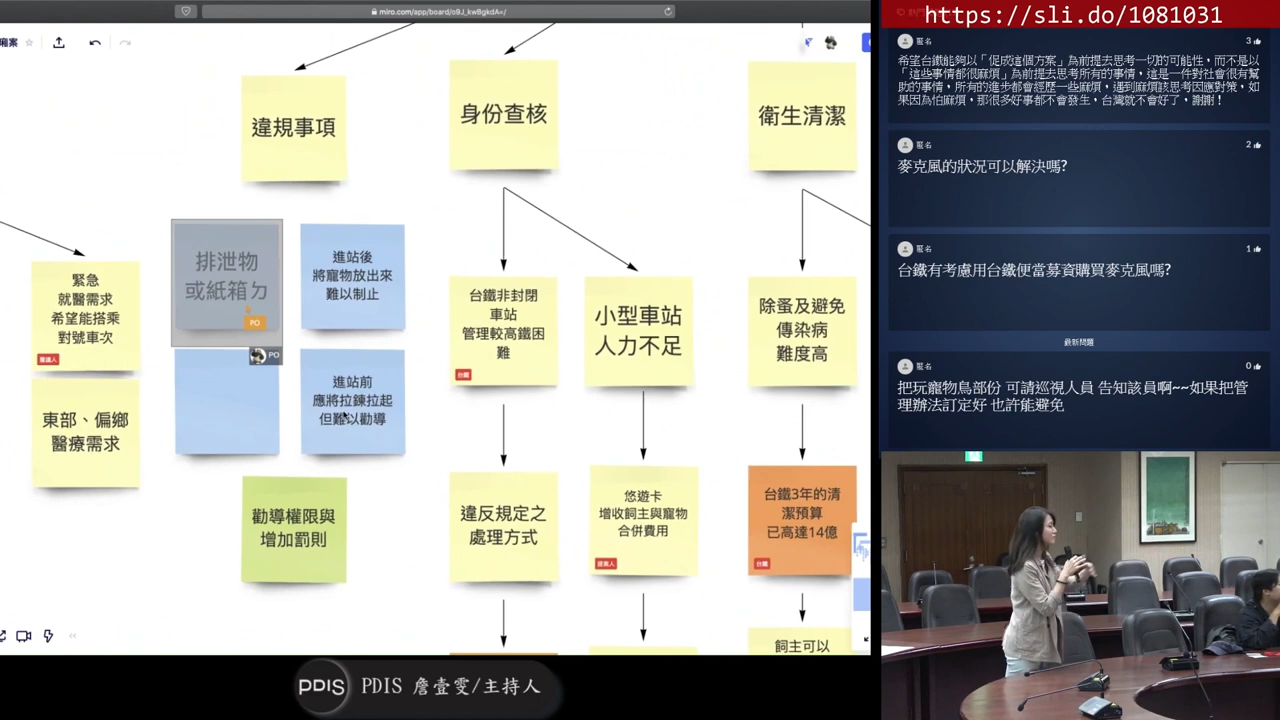 miro.com/app/board/o9J_kwBgkdA=/
https://sli.do/1081031
違規事項
身份查核
衛生清潔
排泄物
或紙箱ㄉ
PO
PO
進站後
將寵物放出來
難以制止
進站前
應將拉鍊拉起
但難以勸導
勸導權限與
增加罰則
緊急
就醫需求
希望能搭乘
對號車次
東部、偏鄉
醫療需求
台鐵非封閉
車站
管理較高鐵困
難
台鐵
小型車站
人力不足
除蚤及避免
傳染病
難度高
違反規定之
處理方式
悠遊卡
增收飼主與寵物
合併費用
提案人
台鐵3年的清
潔預算
已高達14億
台鐵
飼主可以
匿名
3
希望台鐵能夠以「促成這個方案」為前提去思考一切的可能性，而不是以
「這些事情都很麻煩」為前提去思考所有的事情，這是一件對社會很有幫
助的事情，所有的進步都會經歷一些麻煩，遇到麻煩該思考因應對策，如
果因為怕麻煩，那很多好事都不會發生，台灣就不會好了，謝謝！
匿名
2
麥克風的狀況可以解決嗎?
匿名
1
台鐵有考慮用台鐵便當募資購買麥克風嗎?
最新問題
匿名
0
把玩寵物鳥部份 可請巡視人員 告知該員啊~~如果把管
理辦法訂定好 也許能避免
PDIS PDIS 詹壹雯/主持人